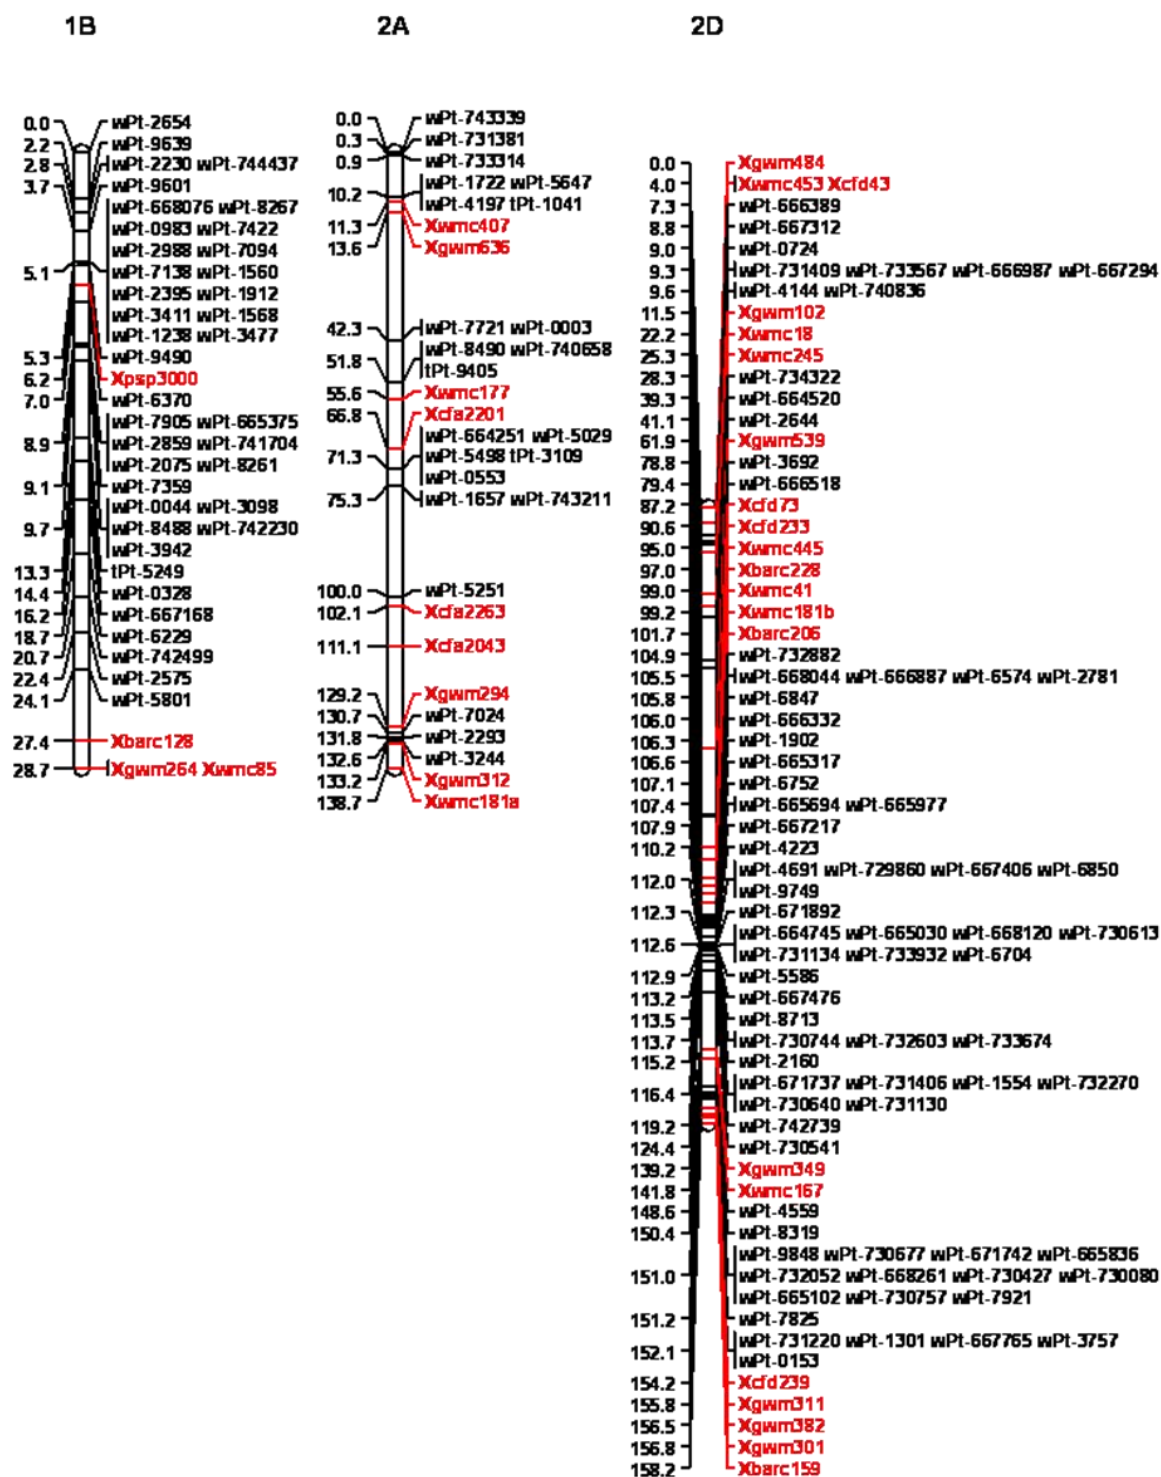 1B
0.0 wPt-2654
2.2 wPt-9639
2.8 wPt-2230 wPt-744437
3.7 wPt-9601
wPt-668076 wPt-8267
wPt-0983 wPt-7422
wPt-2988 wPt-7094
5.1 wPt-7138 wPt-1560
wPt-2395 wPt-1912
wPt-3411 wPt-1568
wPt-1238 wPt-3477
5.3 wPt-9490
6.2 Xpsp3000
7.0 wPt-6370
wPt-7905 wPt-665375
8.9 wPt-2859 wPt-741704
wPt-2075 wPt-8261
9.1 wPt-7359
wPt-0044 wPt-3098
9.7 wPt-8488 wPt-742230
wPt-3942
13.3 tPt-5249
14.4 wPt-0328
16.2 wPt-667168
18.7 wPt-6229
20.7 wPt-742499
22.4 wPt-2575
24.1 wPt-5801
27.4 Xbarc128
28.7 Xgwm264 Xwmc85
2A
0.0 wPt-743339
0.3 wPt-731381
0.9 wPt-733314
wPt-1722 wPt-5647
10.2 wPt-4197 tPt-1041
11.3 Xwmc407
13.6 Xgwm636
42.3 wPt-7721 wPt-0003
wPt-8490 wPt-740658
51.8 tPt-9405
55.6 Xwmc177
66.8 Xcfa2201
wPt-664251 wPt-5029
71.3 wPt-5498 tPt-3109
wPt-0553
75.3 wPt-1657 wPt-743211
100.0 wPt-5251
102.1 Xcfa2263
111.1 Xcfa2043
129.2 Xgwm294
130.7 wPt-7024
131.8 wPt-2293
132.6 wPt-3244
133.2 Xgwm312
138.7 Xwmc181a
2D
0.0 Xgwm484
4.0 Xwmc453 Xcfd43
7.3 wPt-666389
8.8 wPt-667312
9.0 wPt-0724
9.3 wPt-731409 wPt-733567 wPt-666987 wPt-667294
9.6 wPt-4144 wPt-740836
11.5 Xgwm102
22.2 Xwmc18
25.3 Xwmc245
28.3 wPt-734322
39.3 wPt-664520
41.1 wPt-2644
61.9 Xgwm539
78.8 wPt-3692
79.4 wPt-666518
87.2 Xcfd73
90.6 Xcfd233
95.0 Xwmc445
97.0 Xbarc228
99.0 Xwmc41
99.2 Xwmc181b
101.7 Xbarc206
104.9 wPt-732882
105.5 wPt-668044 wPt-666887 wPt-6574 wPt-2781
105.8 wPt-6847
106.0 wPt-666332
106.3 wPt-1902
106.6 wPt-665317
107.1 wPt-6752
107.4 wPt-665694 wPt-665977
107.9 wPt-667217
110.2 wPt-4223
wPt-4691 wPt-729860 wPt-667406 wPt-6850
112.0 wPt-9749
112.3 wPt-671892
wPt-664745 wPt-665030 wPt-668120 wPt-730613
112.6 wPt-731134 wPt-733932 wPt-6704
112.9 wPt-5586
113.2 wPt-667476
113.5 wPt-8713
113.7 wPt-730744 wPt-732603 wPt-733674
115.2 wPt-2160
wPt-671737 wPt-731406 wPt-1554 wPt-732270
116.4 wPt-730640 wPt-731130
119.2 wPt-742739
124.4 wPt-730541
139.2 Xgwm349
141.8 Xwmc167
148.6 wPt-4559
150.4 wPt-8319
wPt-9848 wPt-730677 wPt-671742 wPt-665836
151.0 wPt-732052 wPt-668261 wPt-730427 wPt-730080
wPt-665102 wPt-730757 wPt-7921
151.2 wPt-7825
wPt-731220 wPt-1301 wPt-667765 wPt-3757
152.1 wPt-0153
154.2 Xcfd239
155.8 Xgwm311
156.5 Xgwm382
156.8 Xgwm301
158.2 Xbarc159